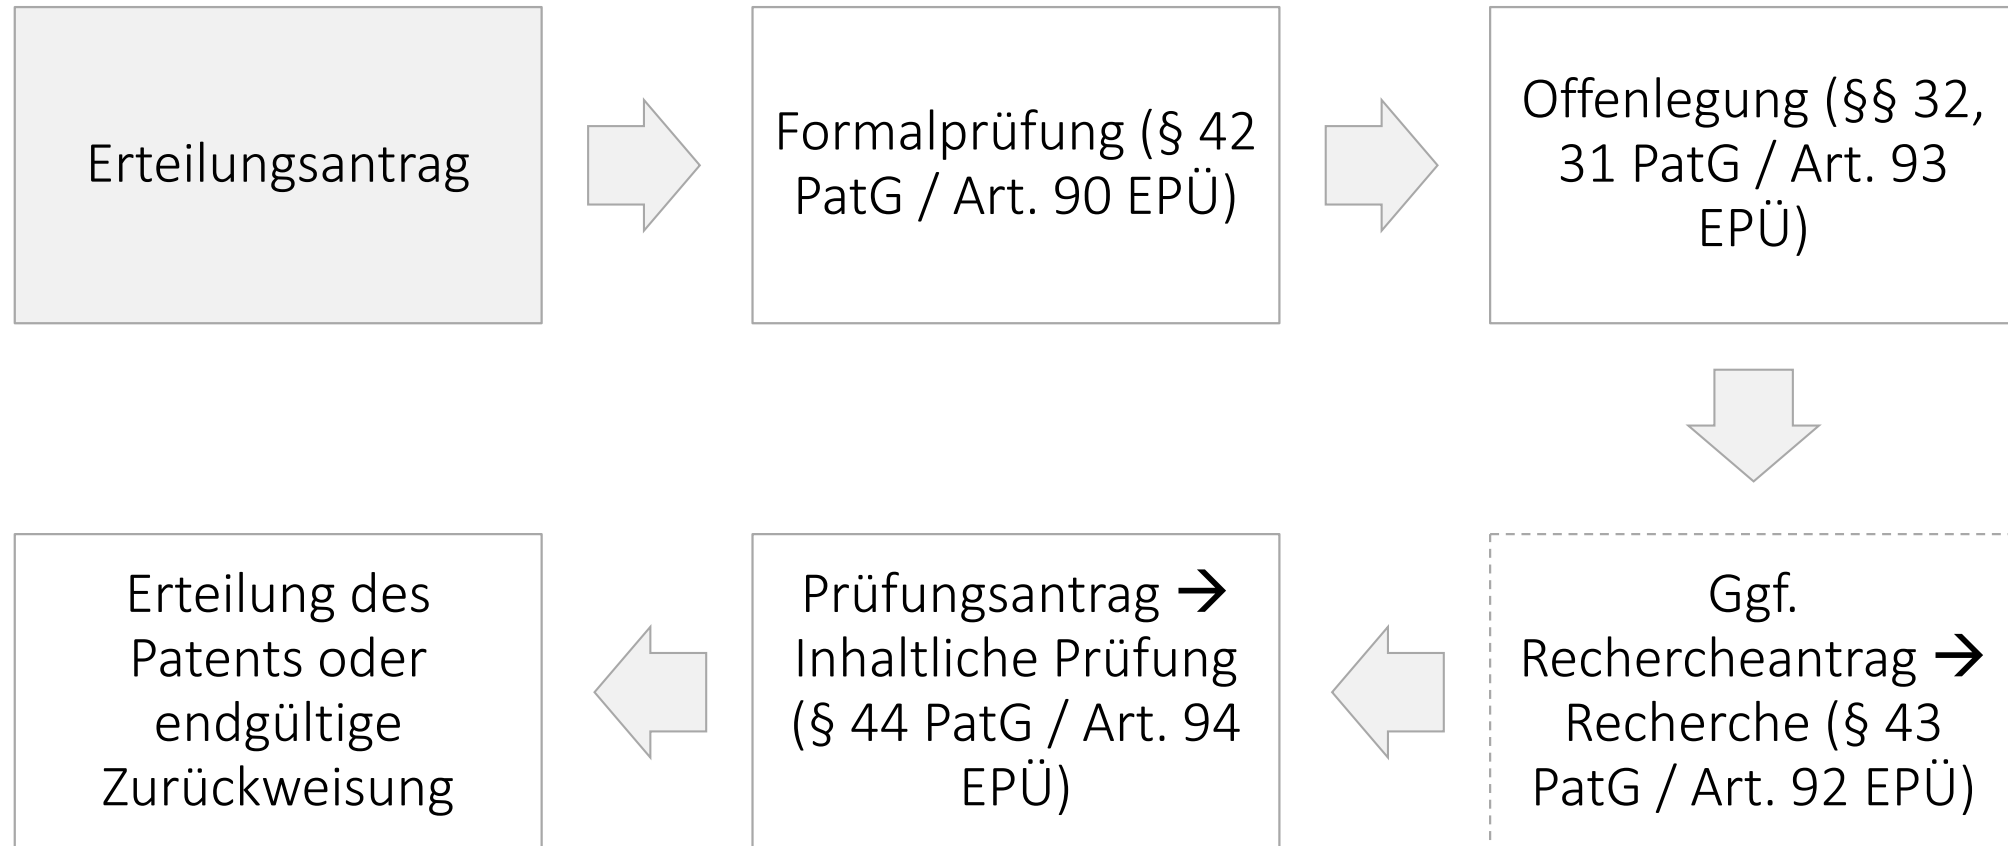 Erteilungsantrag
Formalprüfung (§ 42
PatG / Art. 90 EPÜ)
Offenlegung (§§ 32,
31 PatG / Art. 93
EPÜ)
Ggf.
Rechercheantrag →
Recherche (§ 43
PatG / Art. 92 EPÜ)
Prüfungsantrag →
Inhaltliche Prüfung
(§ 44 PatG / Art. 94
EPÜ)
Erteilung des
Patents oder
endgültige
Zurückweisung